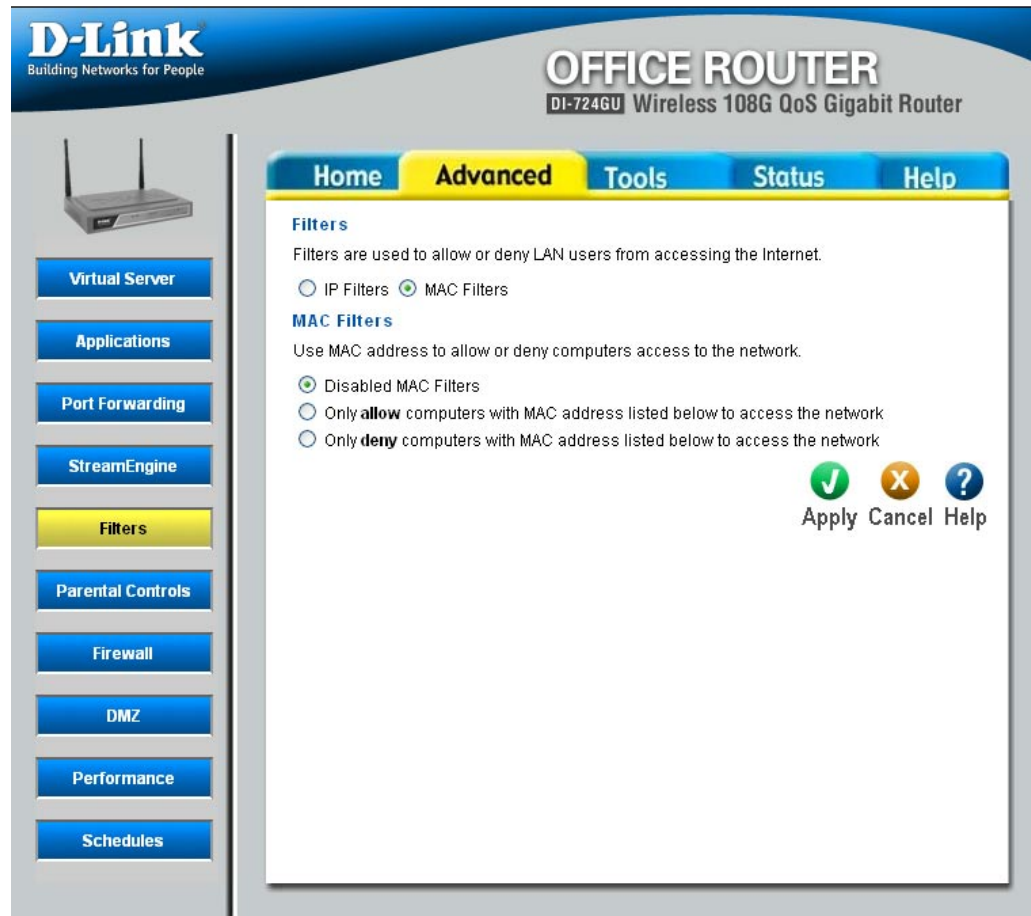 D-Link
Building Networks for People
OFFICE ROUTER
DI-724GU Wireless 108G QoS Gigabit Router
Home Advanced Tools Status Help
Virtual Server
Applications
Port Forwarding
StreamEngine
Filters
Parental Controls
Firewall
DMZ
Performance
Schedules
Filters
Filters are used to allow or deny LAN users from accessing the Internet.
IP Filters MAC Filters
MAC Filters
Use MAC address to allow or deny computers access to the network.
Disabled MAC Filters
Only allow computers with MAC address listed below to access the network
Only deny computers with MAC address listed below to access the network
Apply Cancel Help